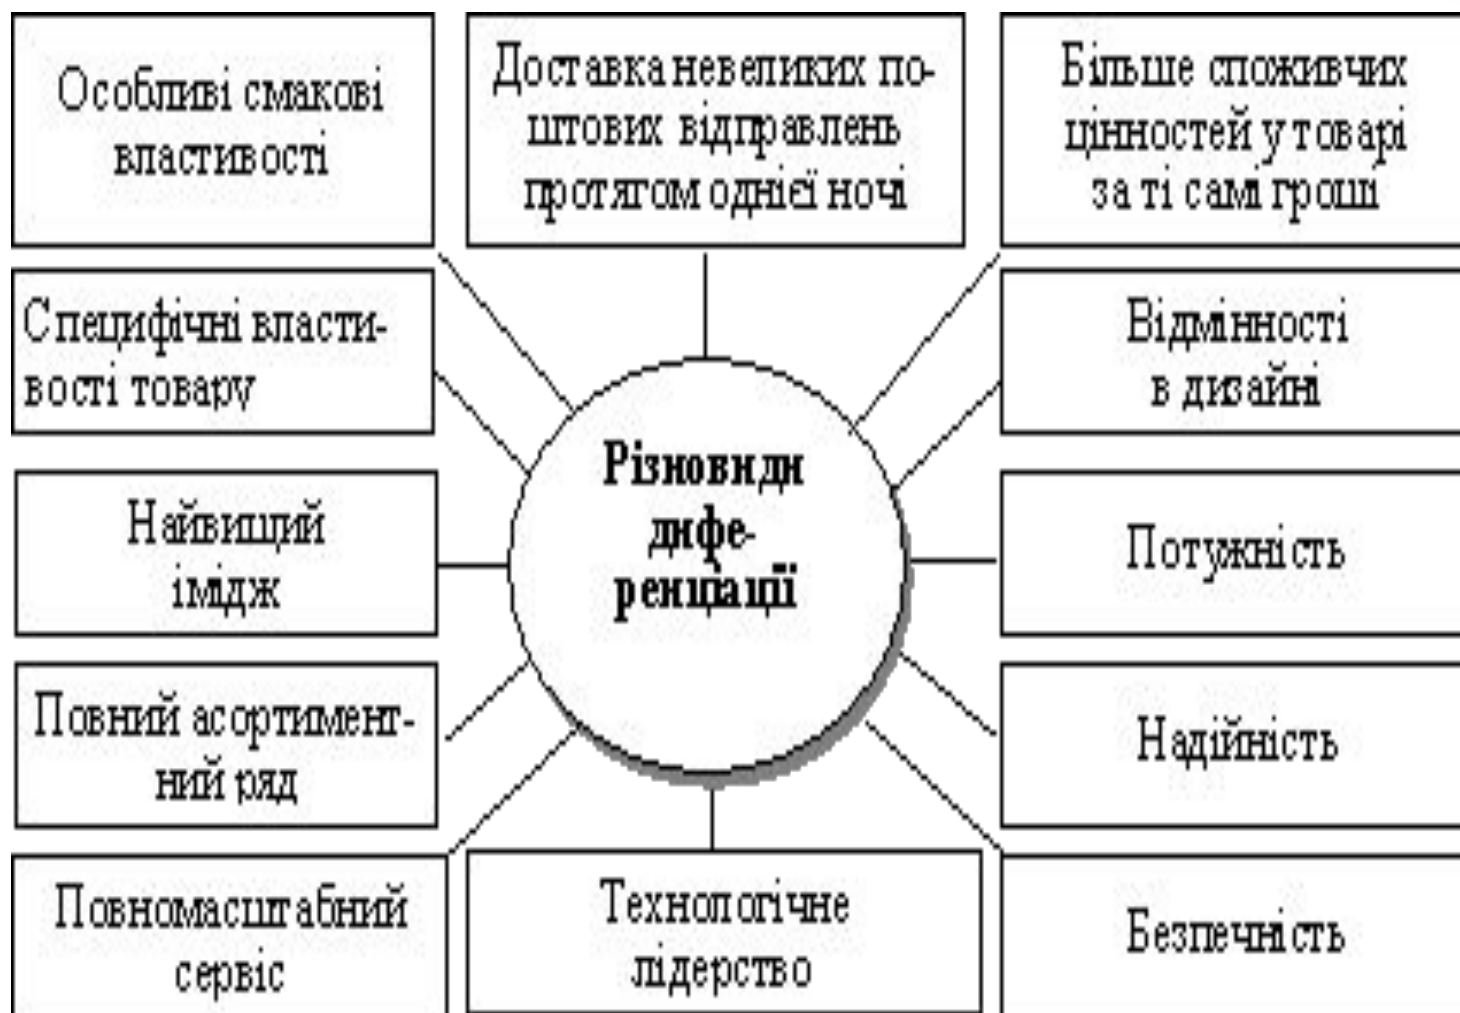 Особливі смакові
властивості
Доставка невеликих по-
штових відправлень
протягом однієї ночі
Більше споживчих
цінностей у товарі
за ті самі гроші
Специфічні власти-
вості товару
Відмінності
в дизайні
Різновиди
дифе-
ренціації
Найвищий
імідж
Потужність
Повний асортимент-
ний ряд
Надійність
Повномасштабний
сервіс
Технологічне
лідерство
Безпечність